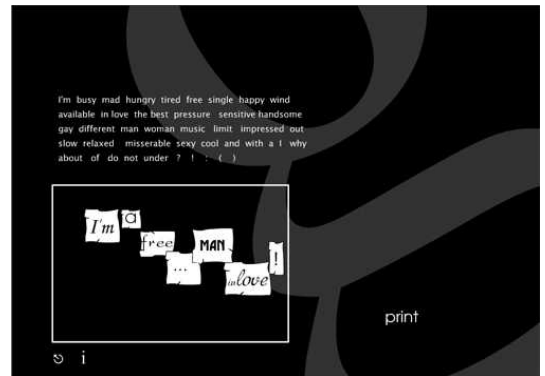 I'm busy mad hungry tired free single happy wind
available in love the best pressure sensitive handsome
gay different man woman music limit impressed out
slow relaxed misserable sexy cool and with a I why
about of do not under ? ! : ( )
I'm a free ... MAN in love !
print
i